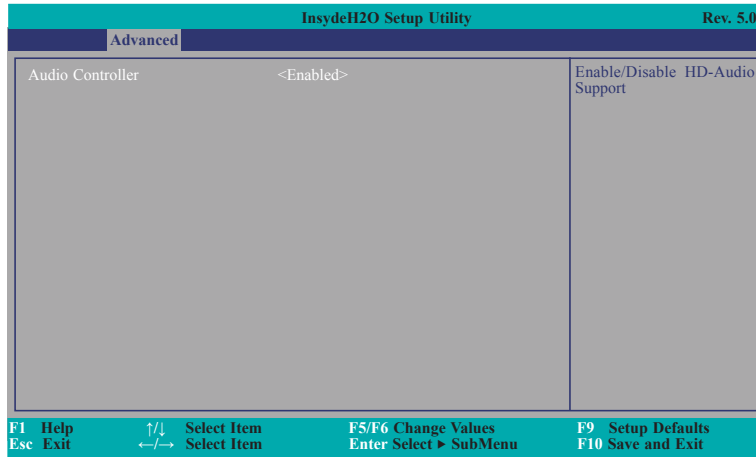 InsydeH2O Setup Utility Rev. 5.0
Advanced
Audio Controller <Enabled>
Enable/Disable HD-Audio
Support
F1 Help ↑/↓ Select Item F5/F6 Change Values F9 Setup Defaults
Esc Exit ←/→ Select Item Enter Select ▶ SubMenu F10 Save and Exit